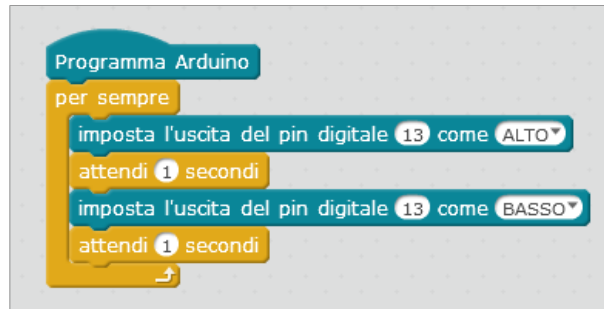 Programma Arduino
per sempre
imposta l'uscita del pin digitale 13 come ALTO
attendi 1 secondi
imposta l'uscita del pin digitale 13 come BASSO
attendi 1 secondi